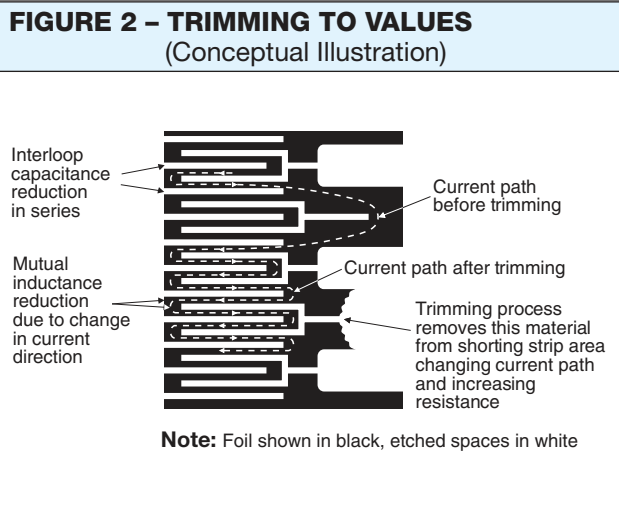 FIGURE 2 – TRIMMING TO VALUES
(Conceptual Illustration)
Interloop
capacitance
reduction
in series
Current path
before trimming
Mutual
inductance
reduction
due to change
in current
direction
Current path after trimming
Trimming process
removes this material
from shorting strip area
changing current path
and increasing
resistance
Note: Foil shown in black, etched spaces in white